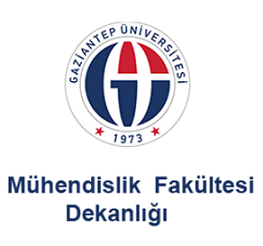 GAZİANTEP ÜNİVERSİTESİ
1973
Mühendislik Fakültesi
Dekanlığı